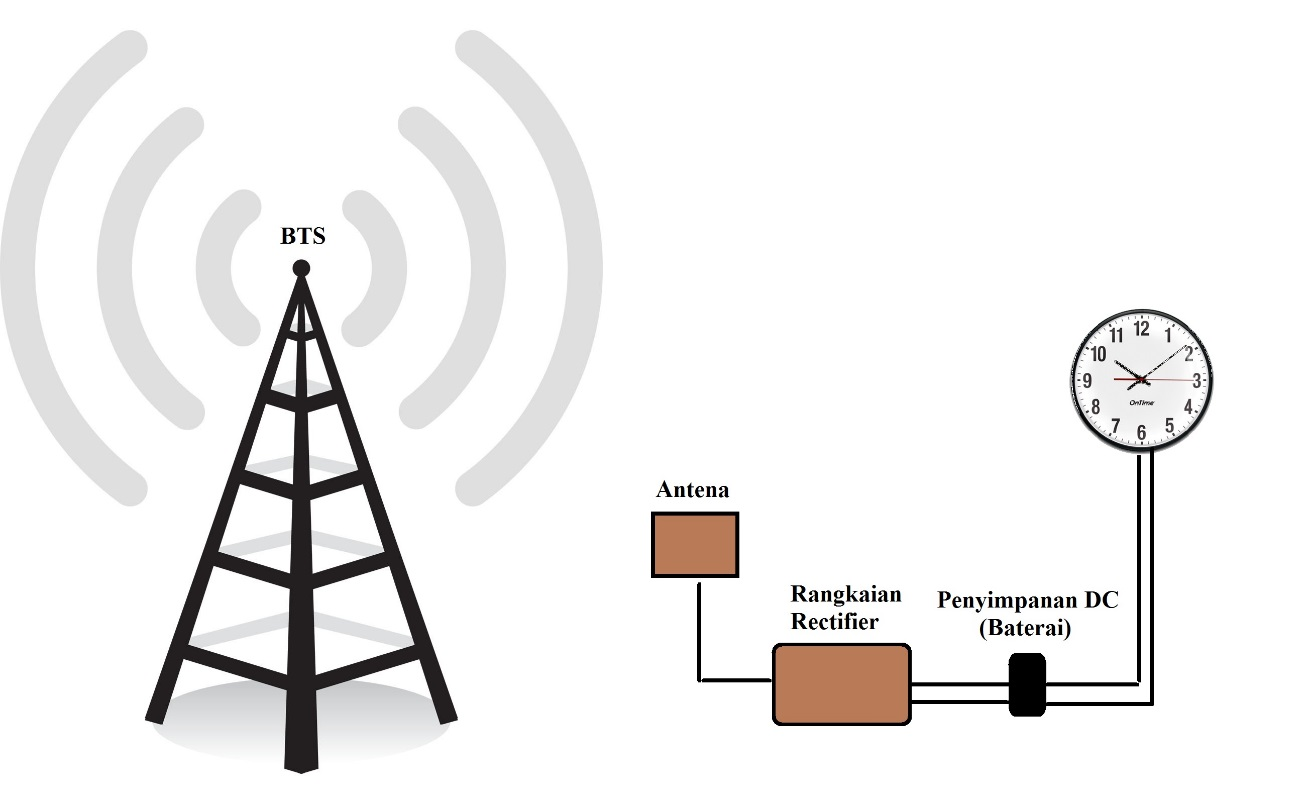 BTS
Antena
Rangkaian
Rectifier
Penyimpanan DC
(Baterai)
12
1
2
3
4
5
6
7
8
9
10
11
OnTime